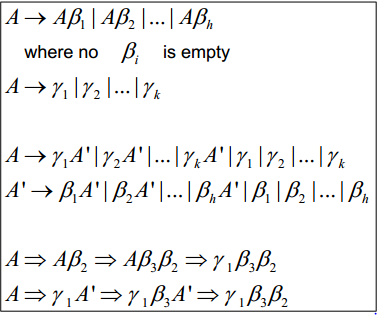 A → Aβ₁ | Aβ₂ | ... | Aβₕ
where no βᵢ is empty
A → γ₁ | γ₂ | ... | γₖ
A → γ₁A' | γ₂A' | ... | γₖA' | γ₁ | γ₂ | ... | γₖ
A' → β₁A' | β₂A' | ... | βₕA' | β₁ | β₂ | ... | βₕ
A ⇒ Aβ₂ ⇒ Aβ₃β₂ ⇒ γ₁β₃β₂
A ⇒ γ₁A' ⇒ γ₁β₃A' ⇒ γ₁β₃β₂